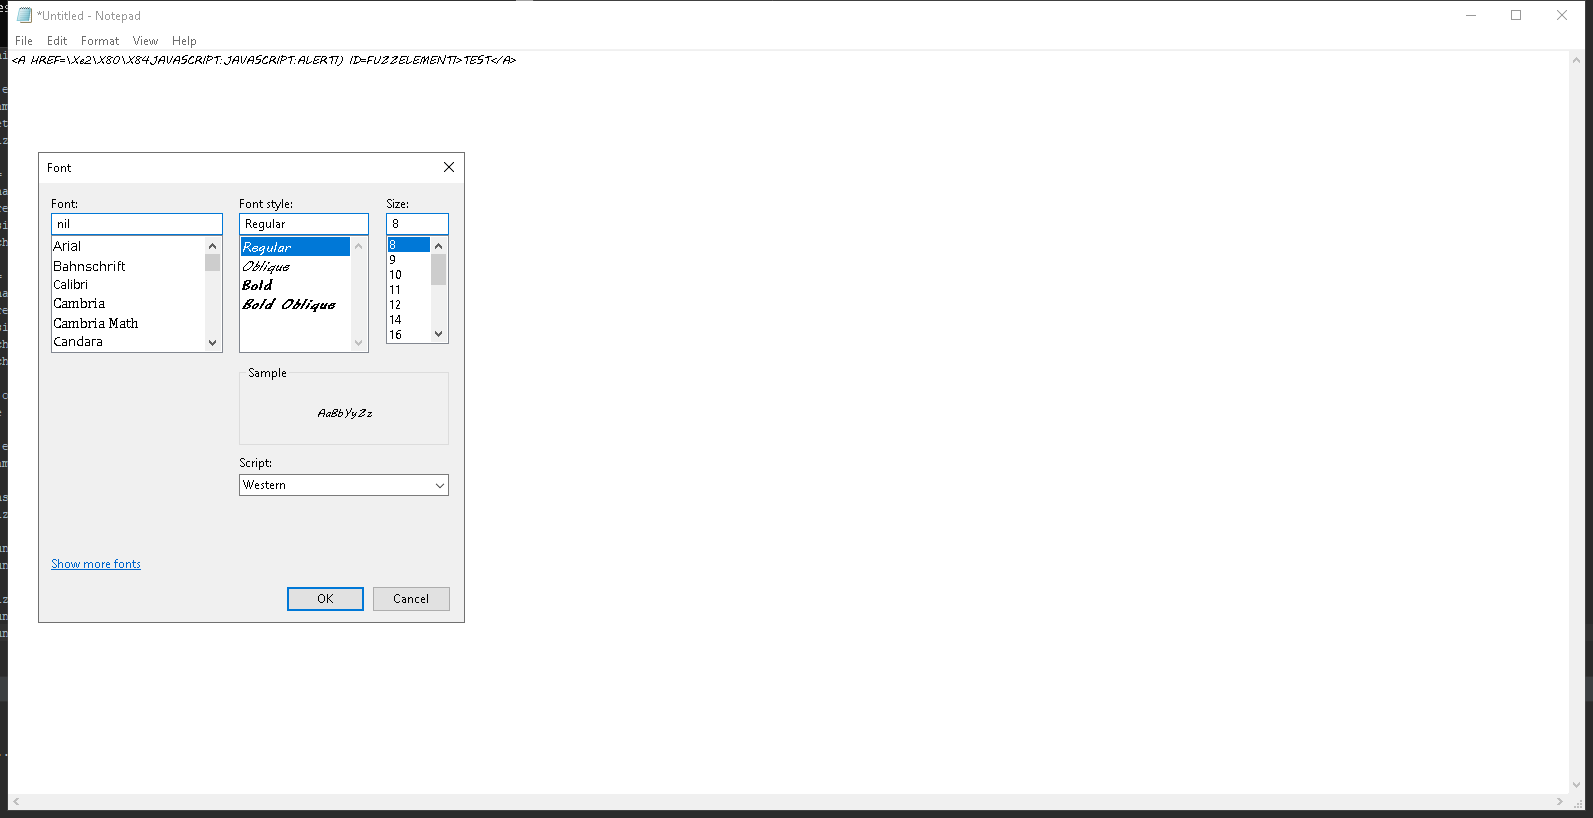 *Untitled - Notepad
File Edit Format View Help
<A HREF=\Xe2\X80\X84JAVASCRIPT:JAVASCRIPT:ALERT1) ID=FUZZELEMENT1>TEST</A>
Font
Font: Font style: Size:
nil Regular 8
Arial Regular 8
Bahnschrift Oblique 9
Calibri Bold 10
Cambria Bold Oblique 11
Cambria Math 12
Candara 14
16
Sample
AaBbYyZz
Script:
Western
Show more fonts
OK Cancel